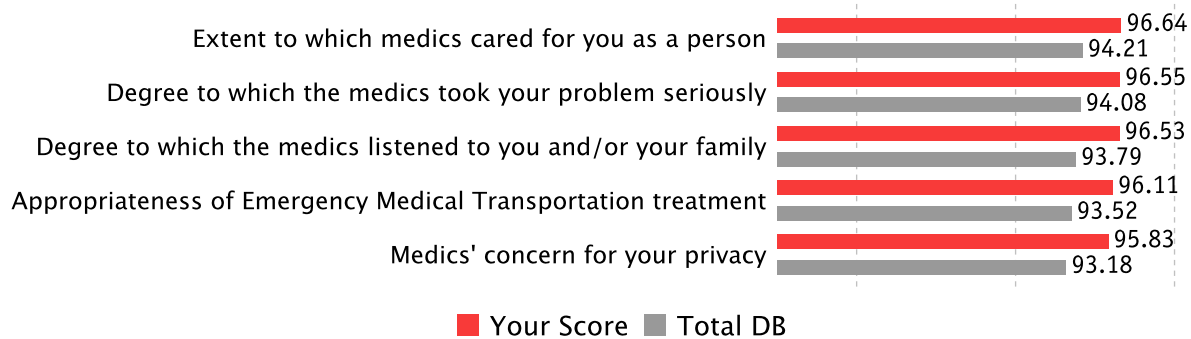 Extent to which medics cared for you as a person
96.64
94.21
Degree to which the medics took your problem seriously
96.55
94.08
Degree to which the medics listened to you and/or your family
96.53
93.79
Appropriateness of Emergency Medical Transportation treatment
96.11
93.52
Medics' concern for your privacy
95.83
93.18
Your Score
Total DB